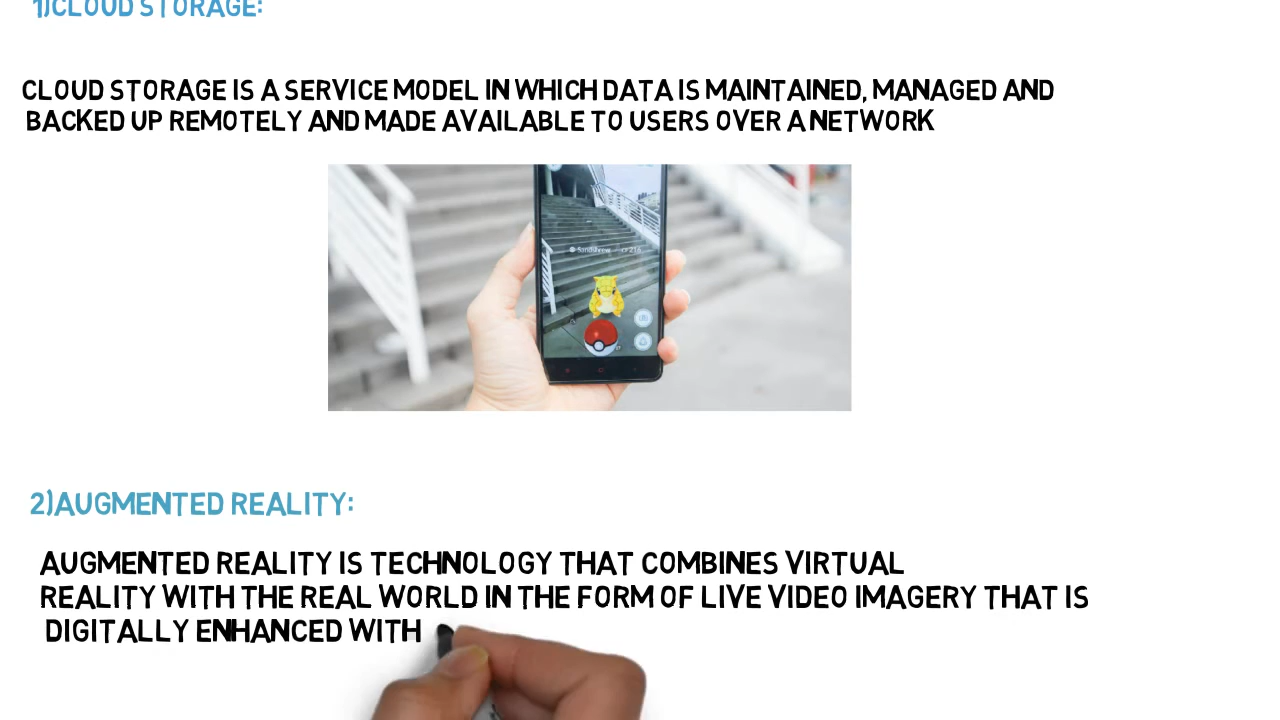 1)CLOUD STORAGE:
CLOUD STORAGE IS A SERVICE MODEL IN WHICH DATA IS MAINTAINED, MANAGED AND
BACKED UP REMOTELY AND MADE AVAILABLE TO USERS OVER A NETWORK
Sandshrew
2)AUGMENTED REALITY:
AUGMENTED REALITY IS TECHNOLOGY THAT COMBINES VIRTUAL
REALITY WITH THE REAL WORLD IN THE FORM OF LIVE VIDEO IMAGERY THAT IS
DIGITALLY ENHANCED WITH